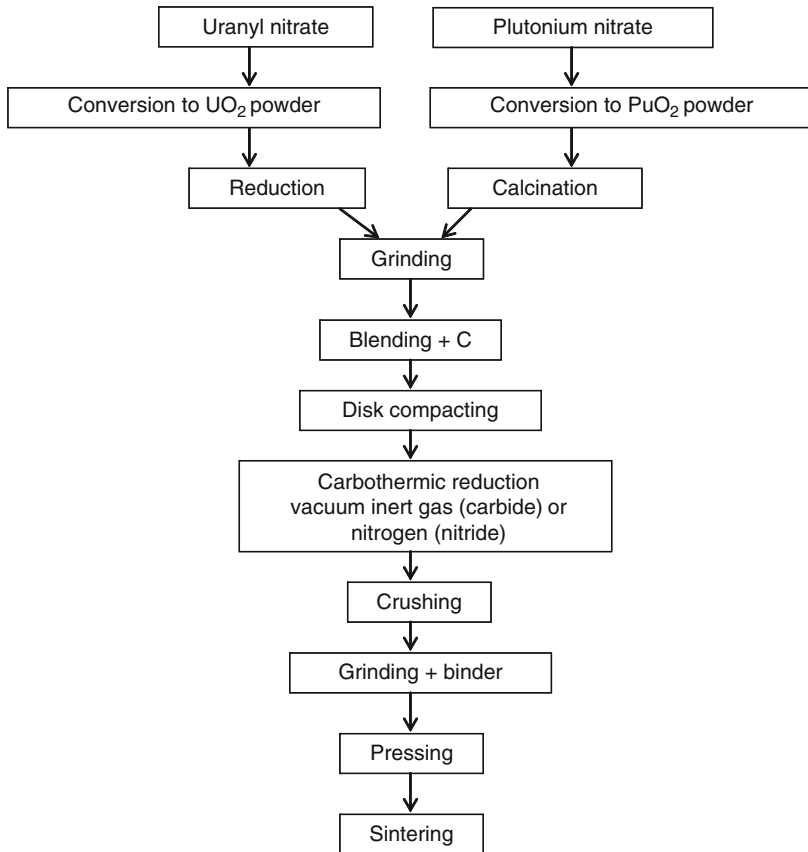 Uranyl nitrate
Plutonium nitrate
Conversion to UO₂ powder
Conversion to PuO₂ powder
Reduction
Calcination
Grinding
Blending + C
Disk compacting
Carbothermic reduction
vacuum inert gas (carbide) or
nitrogen (nitride)
Crushing
Grinding + binder
Pressing
Sintering